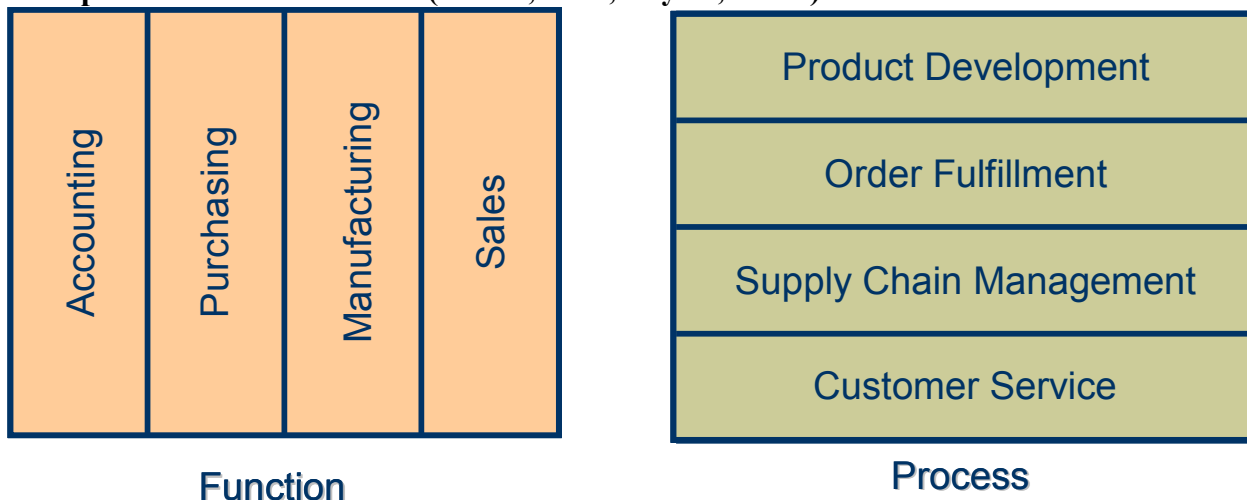 Accounting
Purchasing
Manufacturing
Sales
Function
Product Development
Order Fulfillment
Supply Chain Management
Customer Service
Process